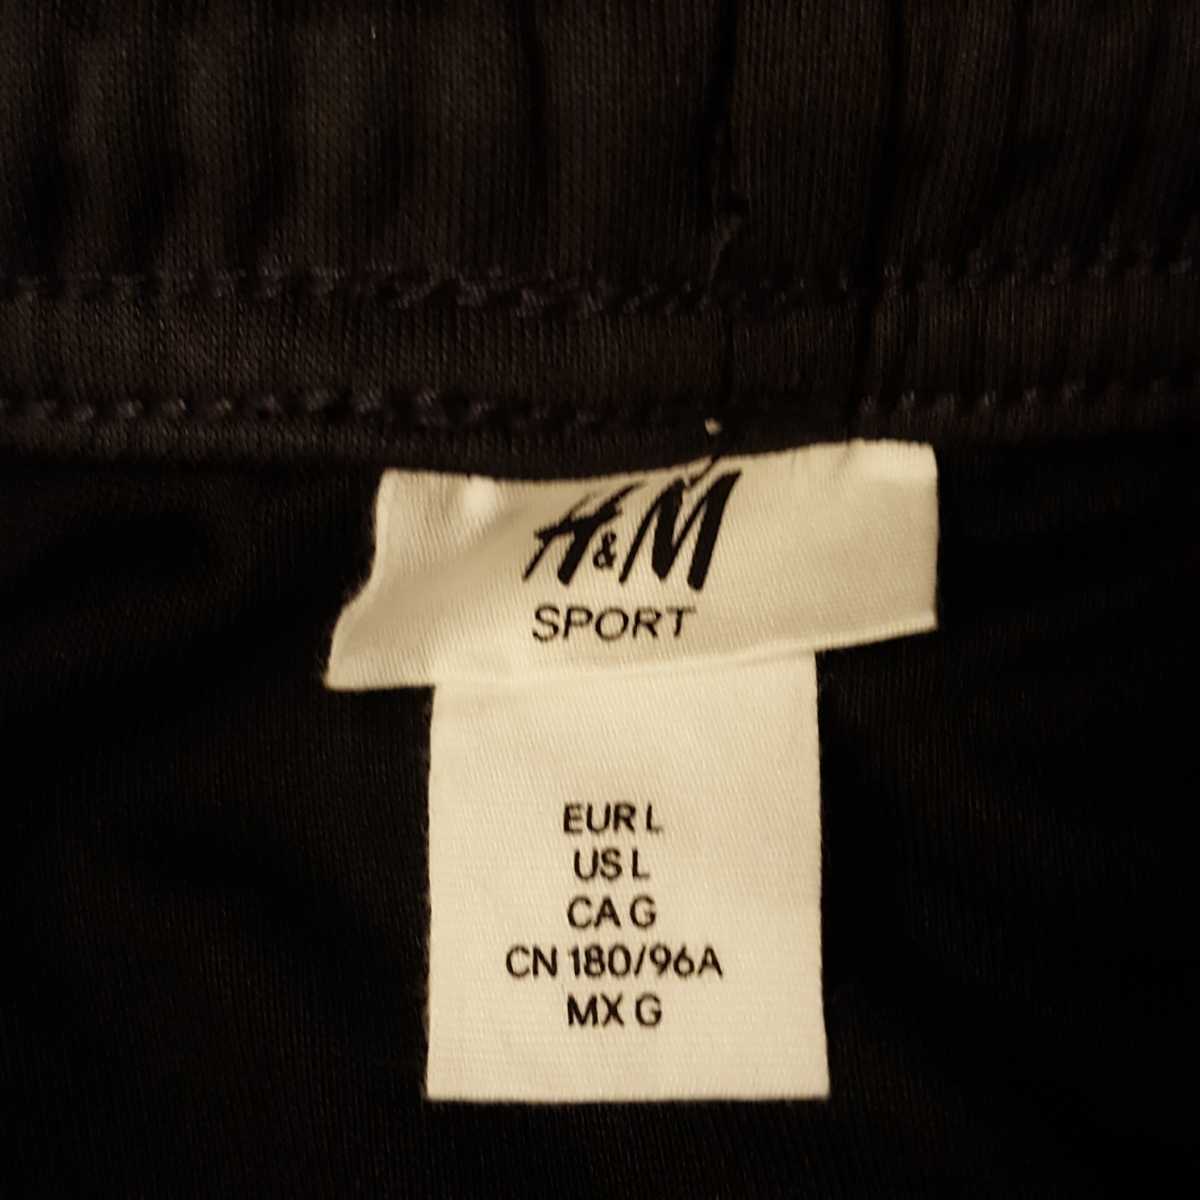 H&M
SPORT
EUR L
US L
CA G
CN 180/96A
MX G